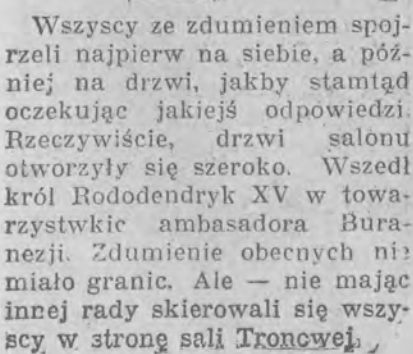 Wszyscy ze zdumieniem spoj-
rzeli najpierw na siebie, a póź-
niej na drzwi, jakby stamtąd
oczekując jakiejś odpowiedzi.
Rzeczywiście, drzwi salonu
otworzyły się szeroko. Wszedł
król Rododendryk XV w towa-
rzystwkie ambasadora Bura-
nezji. Zdumienie obecnych nie
miało granic. Ale — nie mając
innej rady skierowali się wszy-
scy w stronę sali Tronowej.